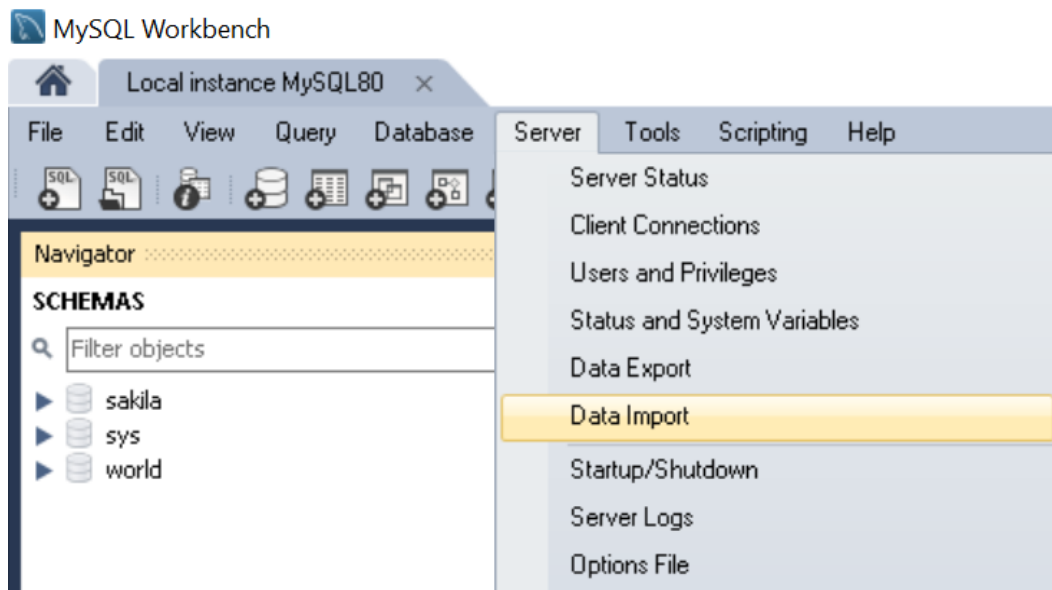 MySQL Workbench
Local instance MySQL80
File Edit View Query Database Server Tools Scripting Help
SQL SQL
Server Status
Client Connections
Users and Privileges
Status and System Variables
Data Export
Data Import
Startup/Shutdown
Server Logs
Options File
Navigator
SCHEMAS
Filter objects
sakila
sys
world